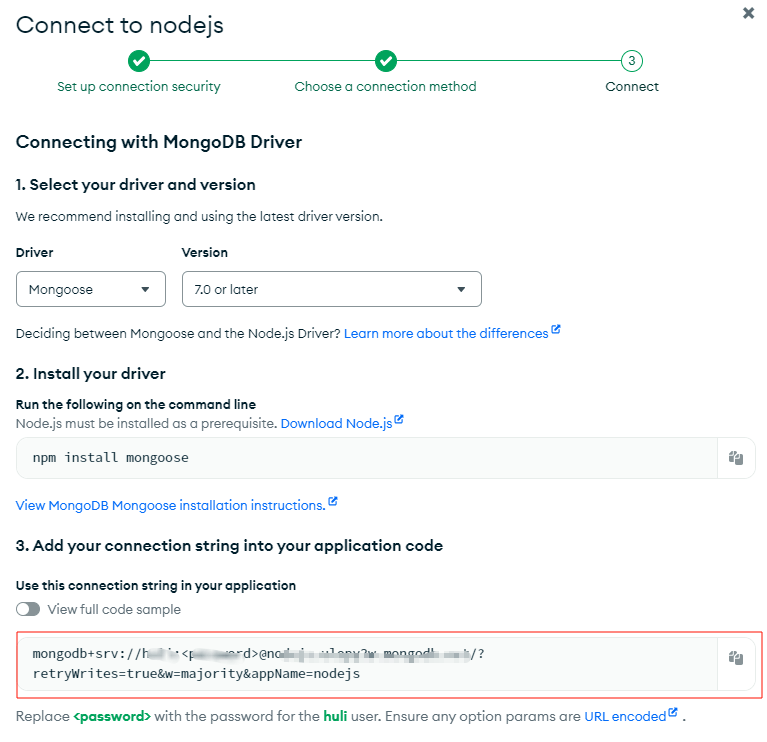 Connect to nodejs
Set up connection security
Choose a connection method
3
Connect
Connecting with MongoDB Driver
1. Select your driver and version
We recommend installing and using the latest driver version.
Driver
Version
Mongoose
7.0 or later
Deciding between Mongoose and the Node.js Driver? Learn more about the differences
2. Install your driver
Run the following on the command line
Node.js must be installed as a prerequisite. Download Node.js
npm install mongoose
View MongoDB Mongoose installation instructions.
3. Add your connection string into your application code
Use this connection string in your application
View full code sample
mongodb+srv://
/?
retryWrites=true&w=majority&appName=nodejs
Replace <password> with the password for the huli user. Ensure any option params are URL encoded .